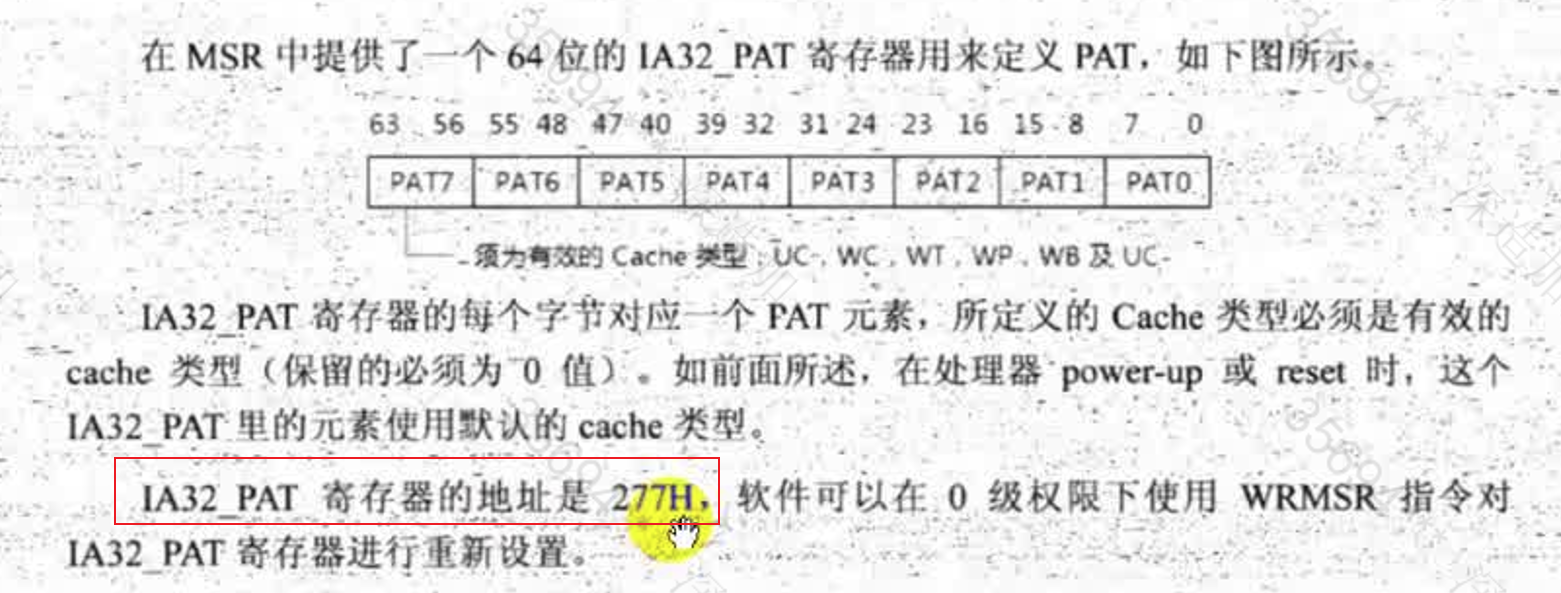 在 MSR 中提供了一个 64 位的 IA32_PAT 寄存器用来定义 PAT，如下图所示。
63 56 55 48 47 40 39 32 31 24 23 16 15 8 7 0
PAT7 PAT6 PAT5 PAT4 PAT3 PAT2 PAT1 PAT0
须为有效的 Cache 类型：UC，WC，WT，WP，WB 及 UC-
IA32_PAT 寄存器的每个字节对应一个 PAT 元素，所定义的 Cache 类型必须是有效的
cache 类型（保留的必须为 0 值）。如前面所述，在处理器 power-up 或 reset 时，这个
IA32_PAT 里的元素使用默认的 cache 类型。
IA32_PAT 寄存器的地址是 277H，软件可以在 0 级权限下使用 WRMSR 指令对
IA32_PAT 寄存器进行重新设置。